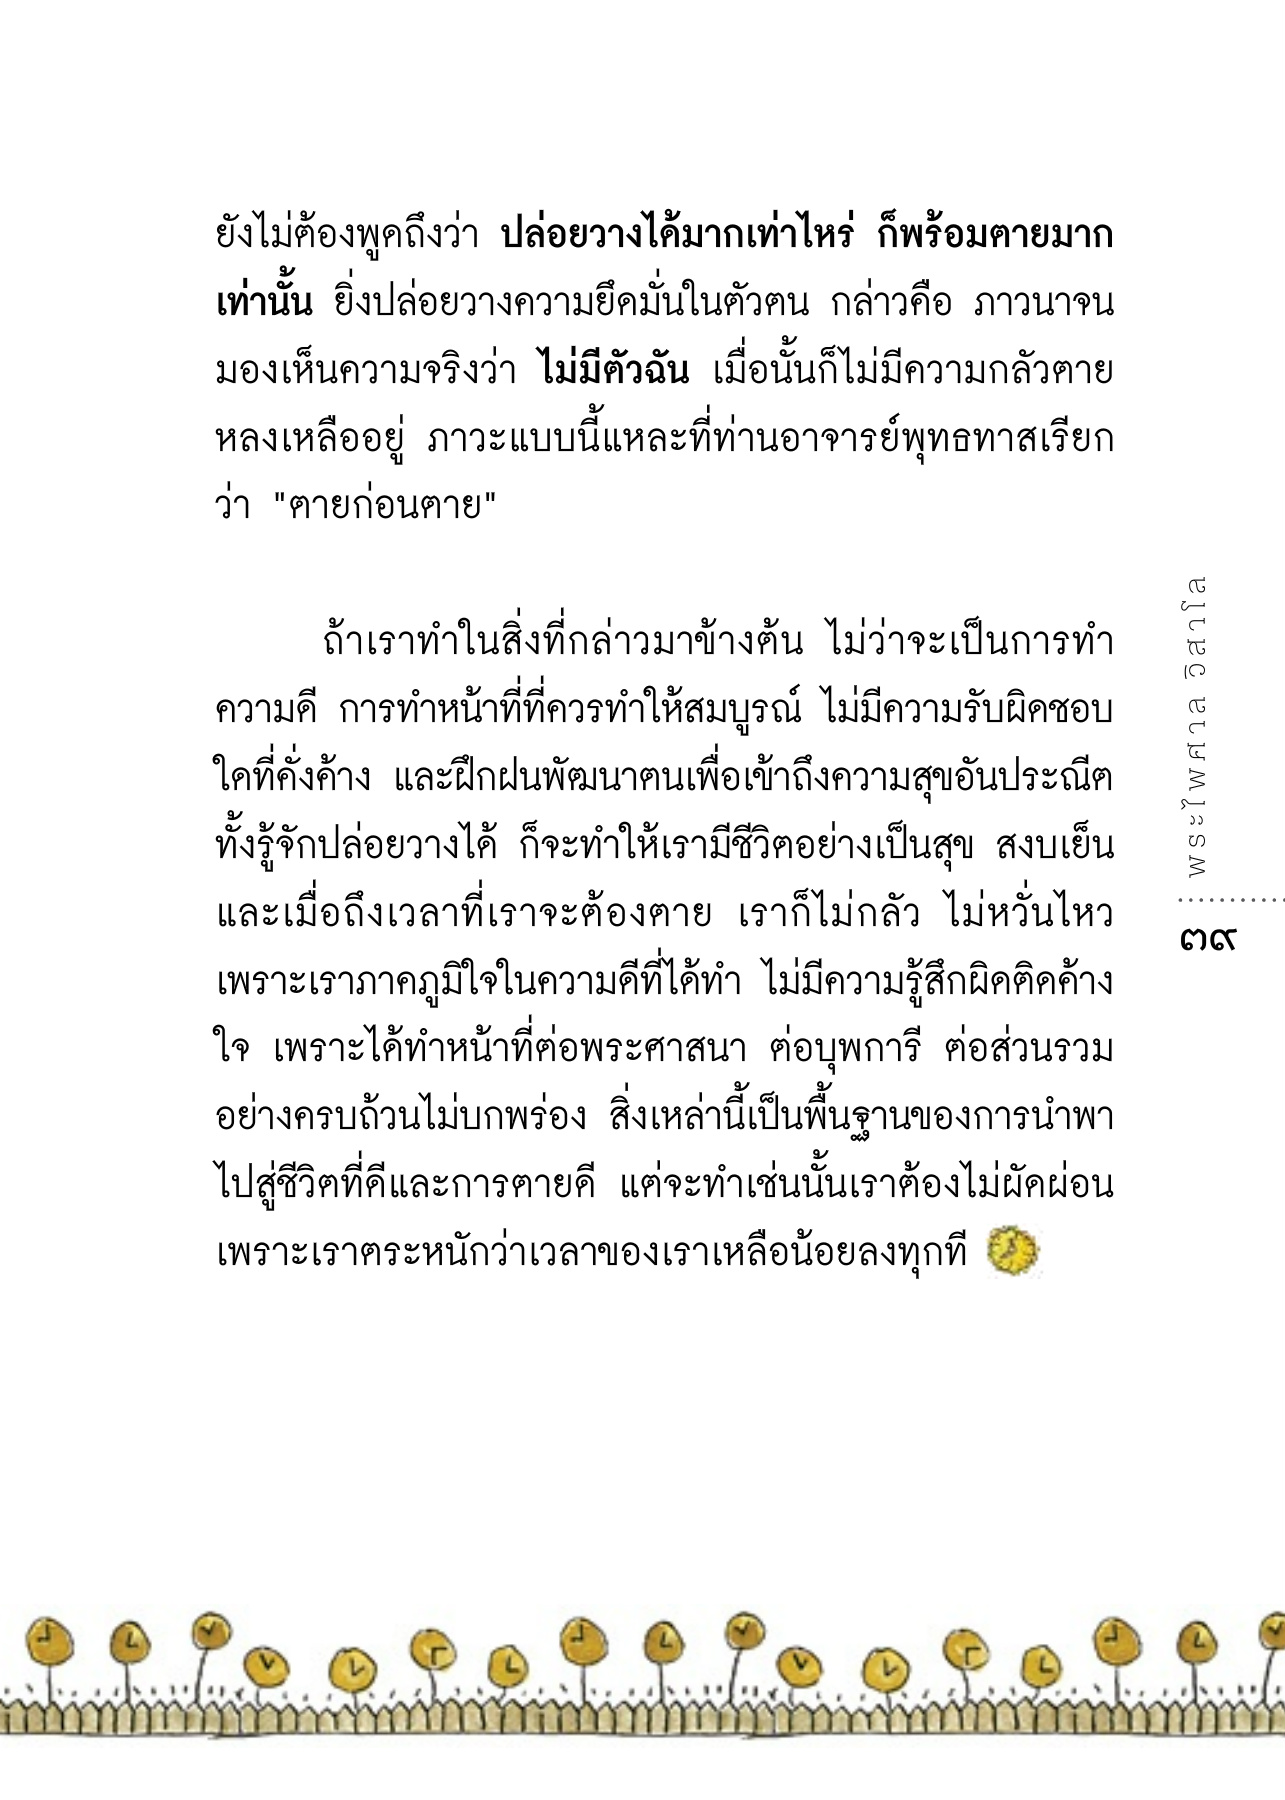 ยังไม่ต้องพูดถึงว่า ปล่อยวางได้มากเท่าไหร่ ก็พร้อมตายมาก
เท่านั้น ยิ่งปล่อยวางความยึดมั่นในตัวตน กล่าวคือ ภาวนาจน
มองเห็นความจริงว่า ไม่มีตัวฉัน เมื่อนั้นก็ไม่มีความกลัวตาย
หลงเหลืออยู่ ภาวะแบบนี้แหละที่ท่านอาจารย์พุทธทาสเรียก
ว่า "ตายก่อนตาย"
ถ้าเราทำในสิ่งที่กล่าวมาข้างต้น ไม่ว่าจะเป็นการทำ
ความดี การทำหน้าที่ที่ควรทำให้สมบูรณ์ ไม่มีความรับผิดชอบ
ใดที่คั่งค้าง และฝึกฝนพัฒนาตนเพื่อเข้าถึงความสุขอันประณีต
ทั้งรู้จักปล่อยวางได้ ก็จะทำให้เรามีชีวิตอย่างเป็นสุข สงบเย็น
และเมื่อถึงเวลาที่เราจะต้องตาย เราก็ไม่กลัว ไม่หวั่นไหว
เพราะเราภาคภูมิใจในความดีที่ได้ทำ ไม่มีความรู้สึกผิดติดค้าง
ใจ เพราะได้ทำหน้าที่ต่อพระศาสนา ต่อบุพการี ต่อส่วนรวม
อย่างครบถ้วนไม่บกพร่อง สิ่งเหล่านี้เป็นพื้นฐานของการนำพา
ไปสู่ชีวิตที่ดีและการตายดี แต่จะทำเช่นนั้นเราต้องไม่ผัดผ่อน
เพราะเราตระหนักว่าเวลาของเราเหลือน้อยลงทุกที
พระไพศาล วิสาโล
๓๙